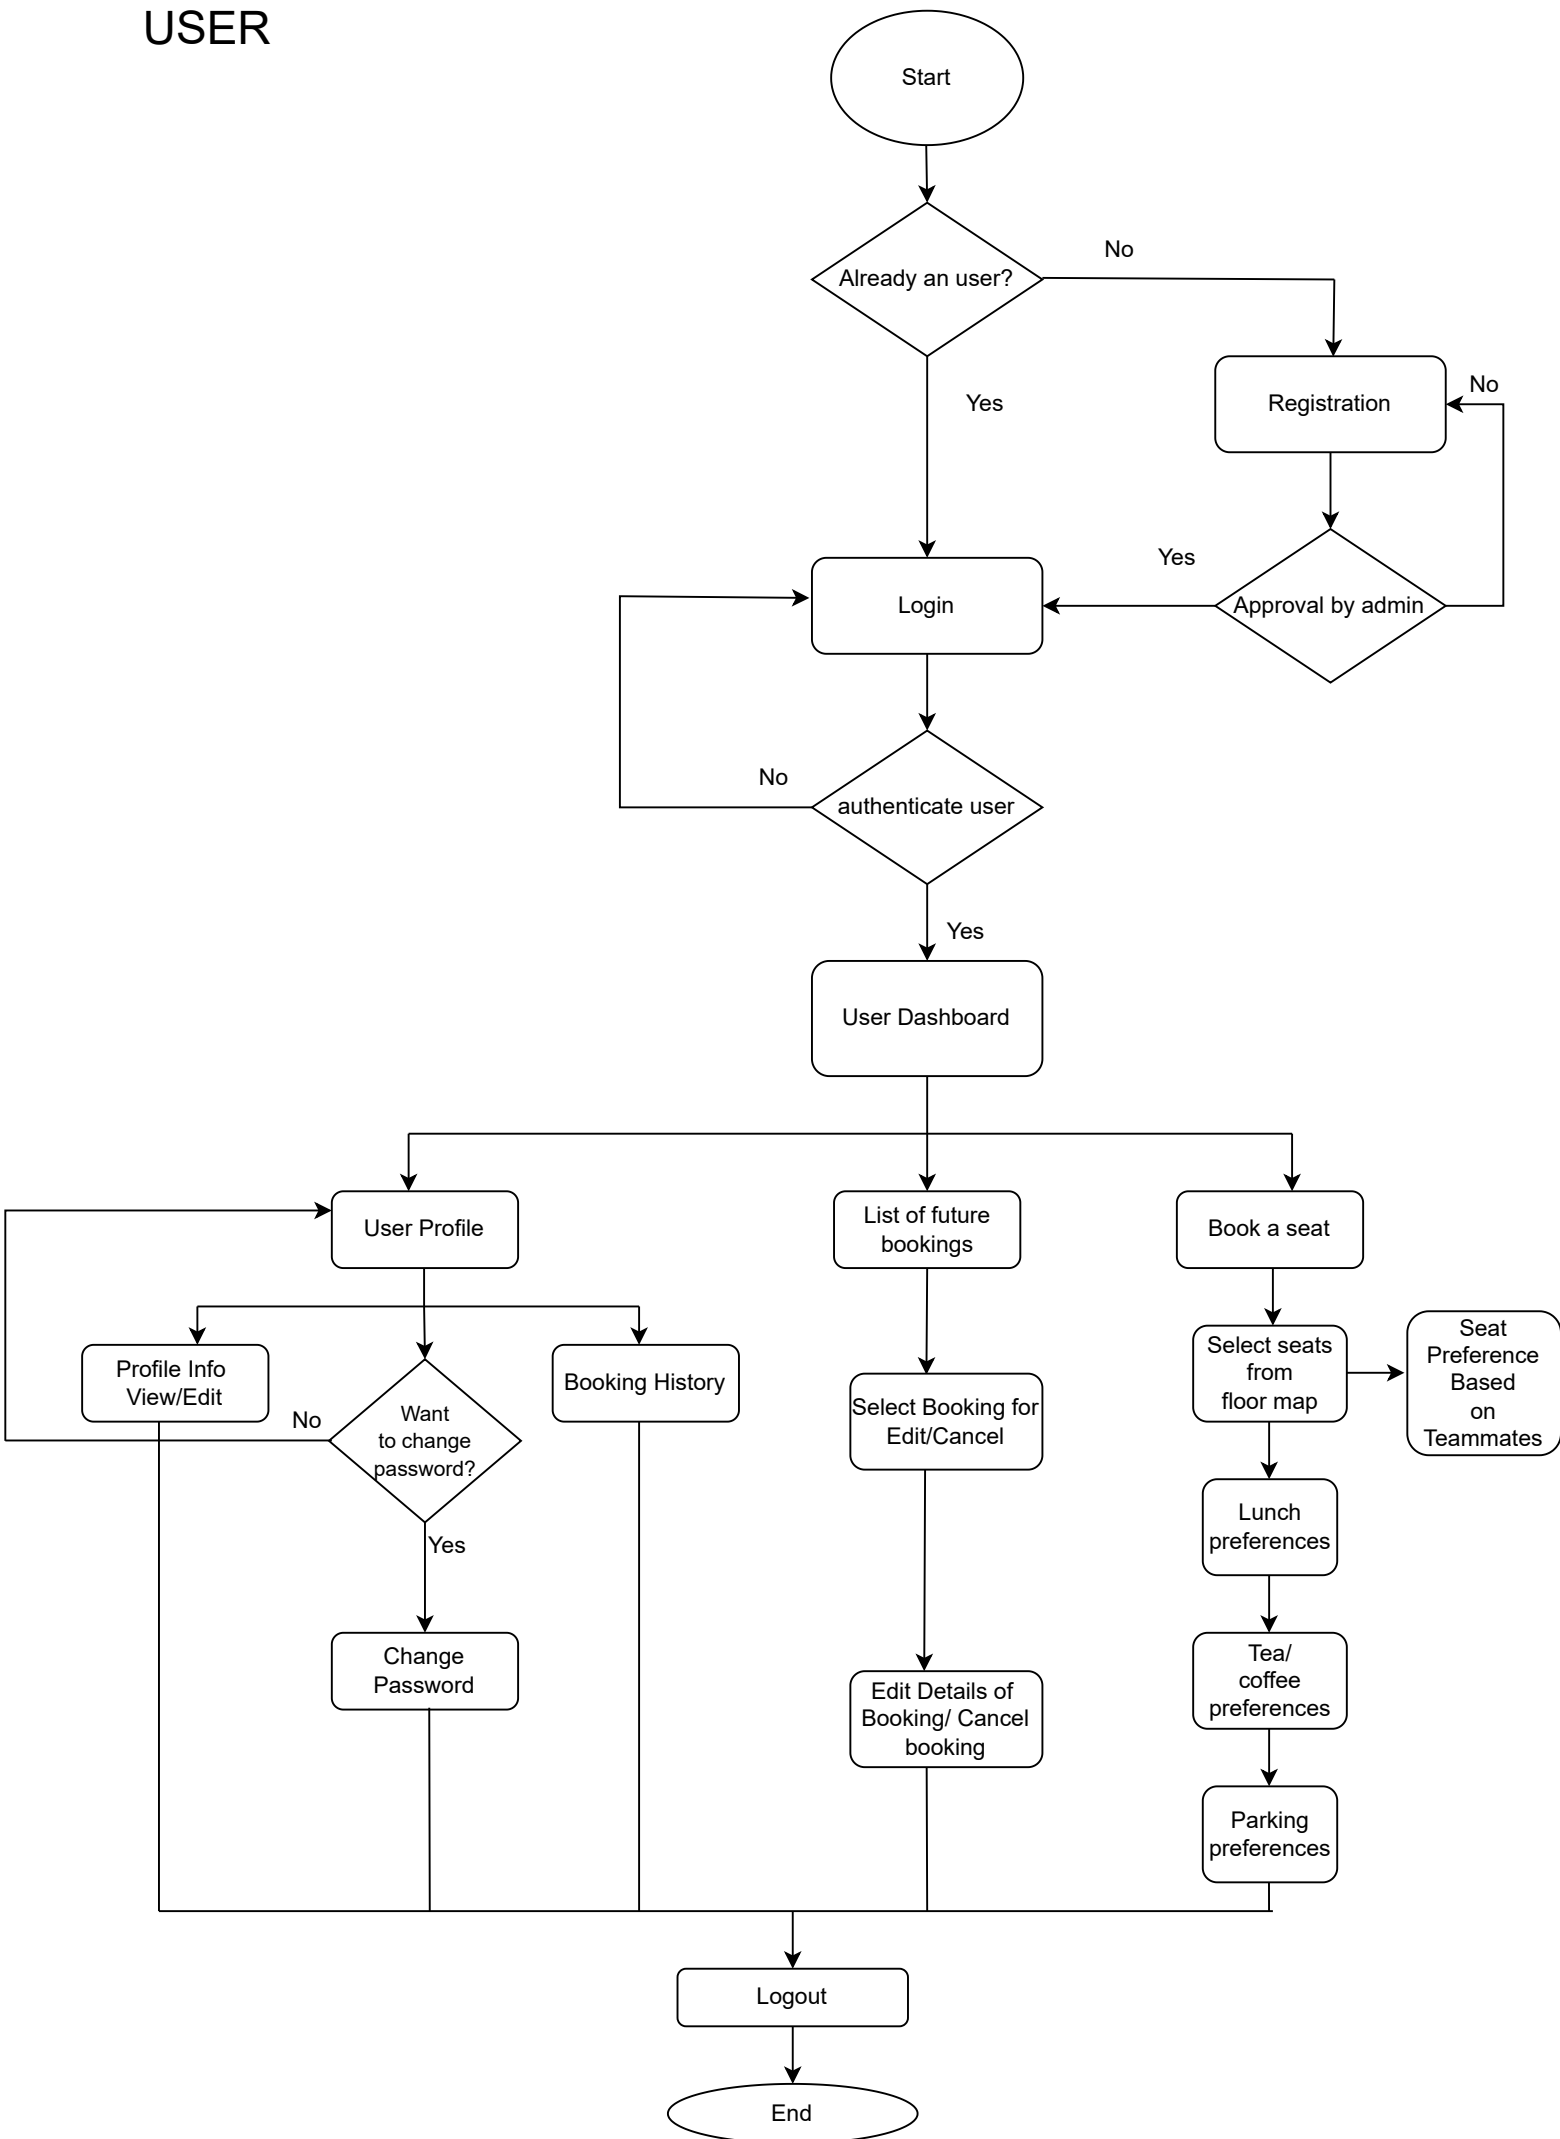 USER
Start
Already an user?
No
Yes
Registration
No
Yes
Approval by admin
Login
No
authenticate user
Yes
User Dashboard
User Profile
List of future
bookings
Book a seat
Profile Info
View/Edit
No
Want
to change
password?
Booking History
Select Booking for
Edit/Cancel
Select seats
from
floor map
Seat
Preference
Based
on
Teammates
Yes
Lunch
preferences
Change
Password
Edit Details of
Booking/ Cancel
booking
Tea/
coffee
preferences
Parking
preferences
Logout
End